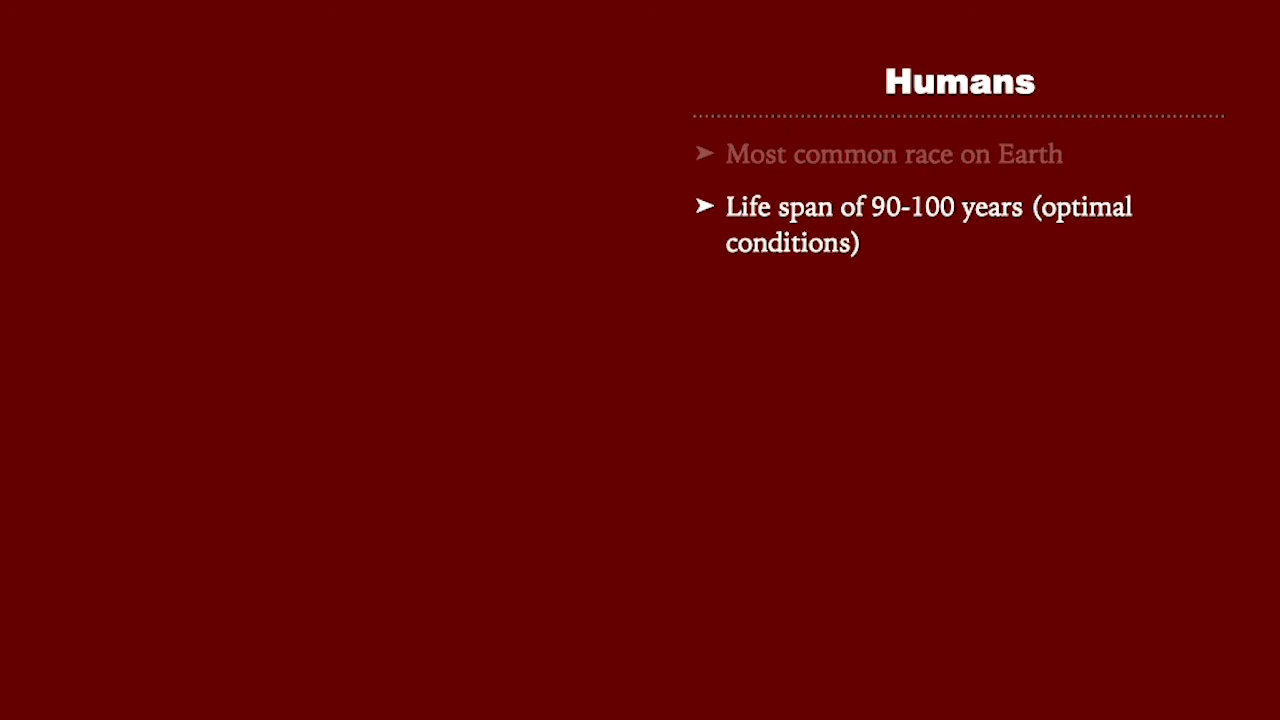 Humans
➤ Most common race on Earth
➤ Life span of 90-100 years (optimal
conditions)